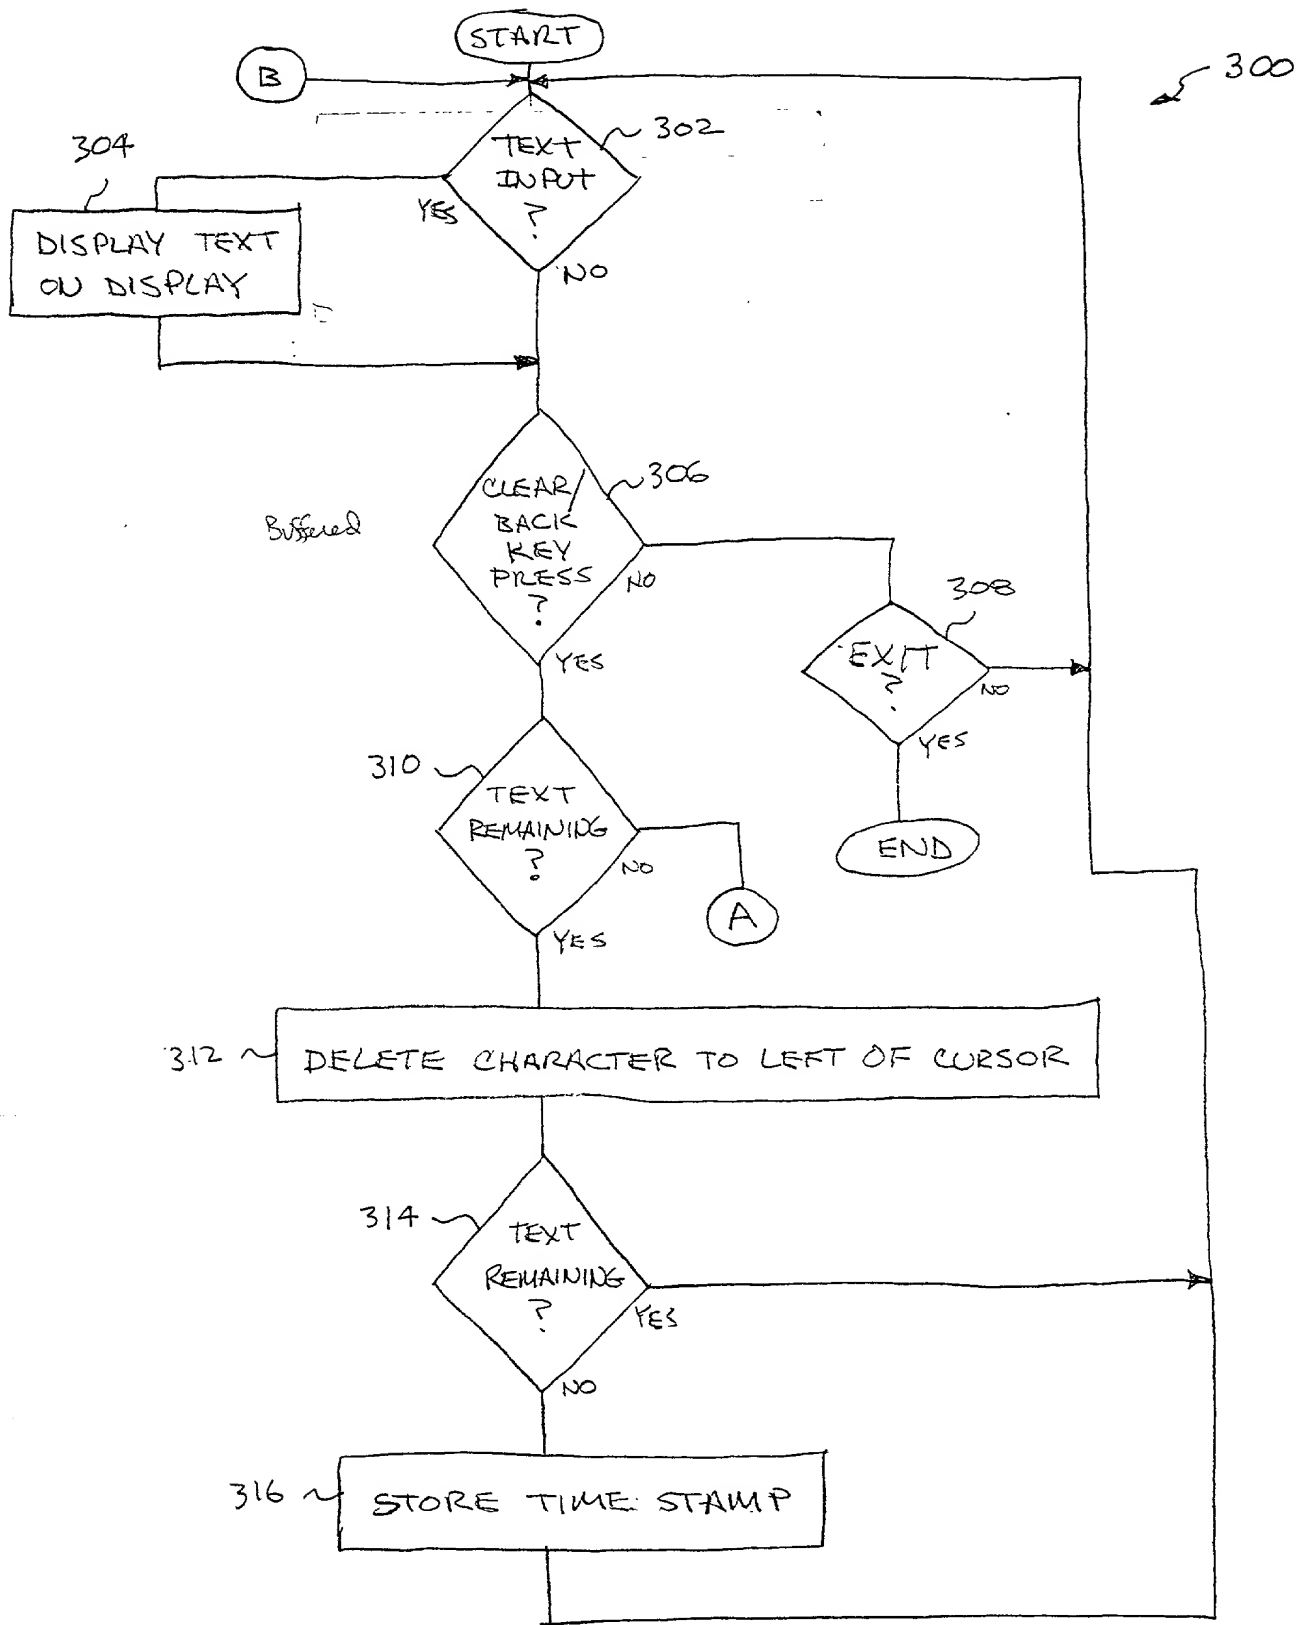 START
B
300
302
TEXT
INPUT
?
YES
NO
304
DISPLAY TEXT
ON DISPLAY
306
CLEAR/
BACK
KEY
PRESS
?
NO
YES
Buffered
308
EXIT
?
NO
YES
END
310
TEXT
REMAINING
?
NO
YES
A
312
DELETE CHARACTER TO LEFT OF CURSOR
314
TEXT
REMAINING
?
YES
NO
316
STORE TIME STAMP